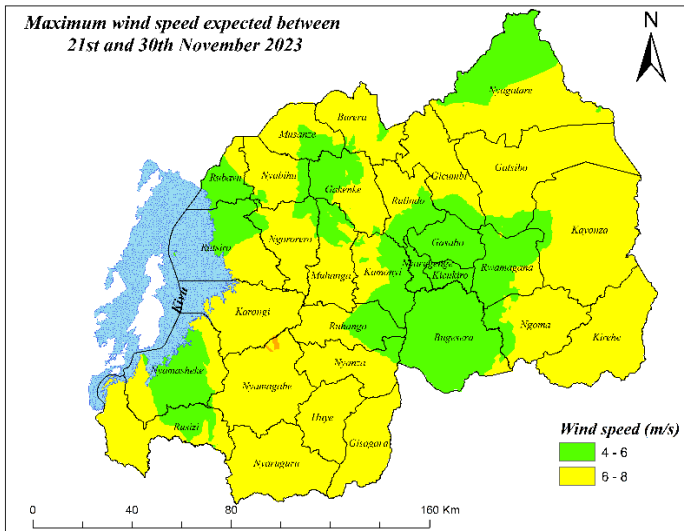 Maximum wind speed expected between
21st and 30th November 2023
N
Nyagatare
Burera
Musanze
Gatsibo
Rubavu
Nyabihu
Gakenke
Gicumbi
Rulindo
Kayonza
Rutsiro
Ngororero
Gasabo
Nyarugenge
Kicukiro
Rwamagana
Muhanga
Kamonyi
Kivu
Karongi
Ruhango
Bugesera
Ngoma
Kirehe
Nyamasheke
Nyanza
Nyamagabe
Rusizi
Huye
Gisagara
Nyaruguru
Wind speed (m/s)
4 - 6
6 - 8
0 40 80 160 Km